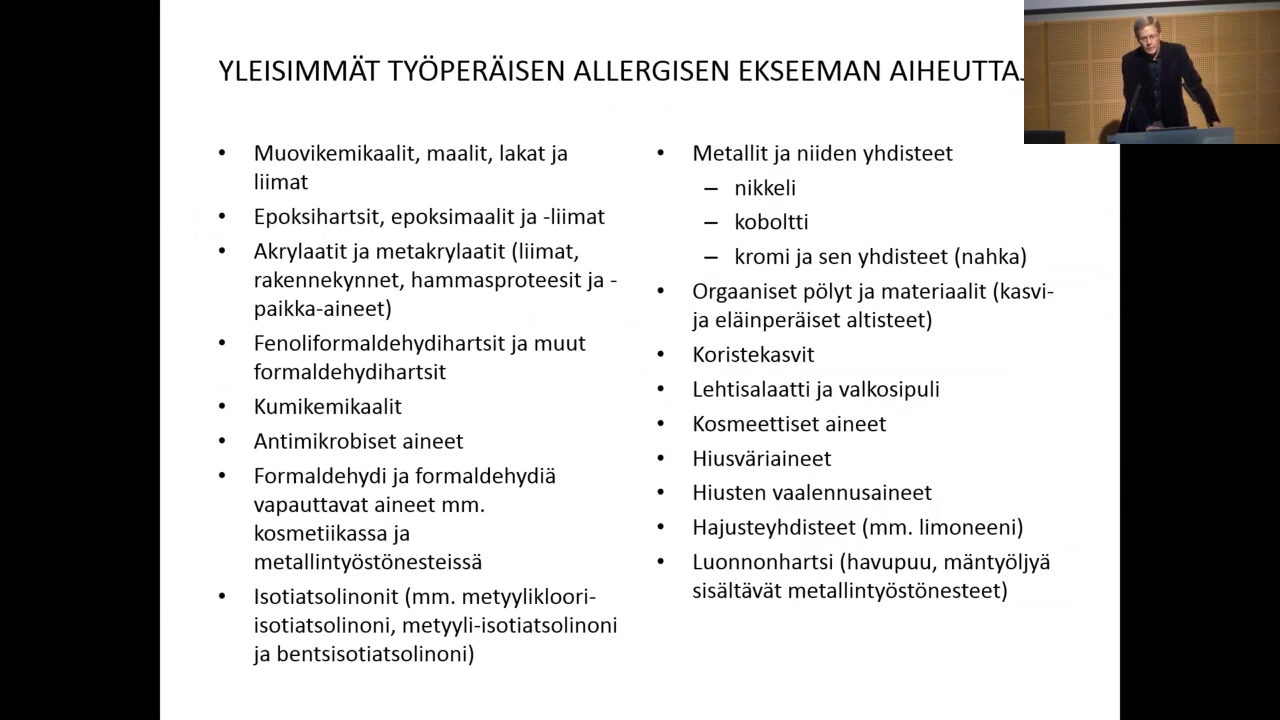 YLEISIMMÄT TYÖPERÄISEN ALLERGISEN EKSEEMAN
• Muovikemikaalit, maalit, lakat ja
liimat
• Epoksihartsit, epoksimaalit ja -liimat
• Akrylaatit ja metakrylaatit (liimat,
rakennekynnet, hammasproteesit ja -
paikka-aineet)
• Fenoliformaldehydihartsit ja muut
formaldehydihartsit
• Kumikemikaalit
• Antimikrobiset aineet
• Formaldehydi ja formaldehydiä
vapauttavat aineet mm.
kosmetiikassa ja
metallintyöstönesteissä
• Isotiatsolinonit (mm. metyylikloori-
isotiatsolinoni, metyyli-isotiatsolinoni
ja bentsisotiatsolinoni)
• Metallit ja niiden yhdisteet
– nikkeli
– koboltti
– kromi ja sen yhdisteet (nahka)
• Orgaaniset pölyt ja materiaalit (kasvi-
ja eläinperäiset altisteet)
• Koristekasvit
• Lehtisalaatti ja valkosipuli
• Kosmeettiset aineet
• Hiusväriaineet
• Hiusten vaalennusaineet
• Hajusteyhdisteet (mm. limoneeni)
• Luonnonhartsi (havupuu, mäntyöljyä
sisältävät metallintyöstönesteet)